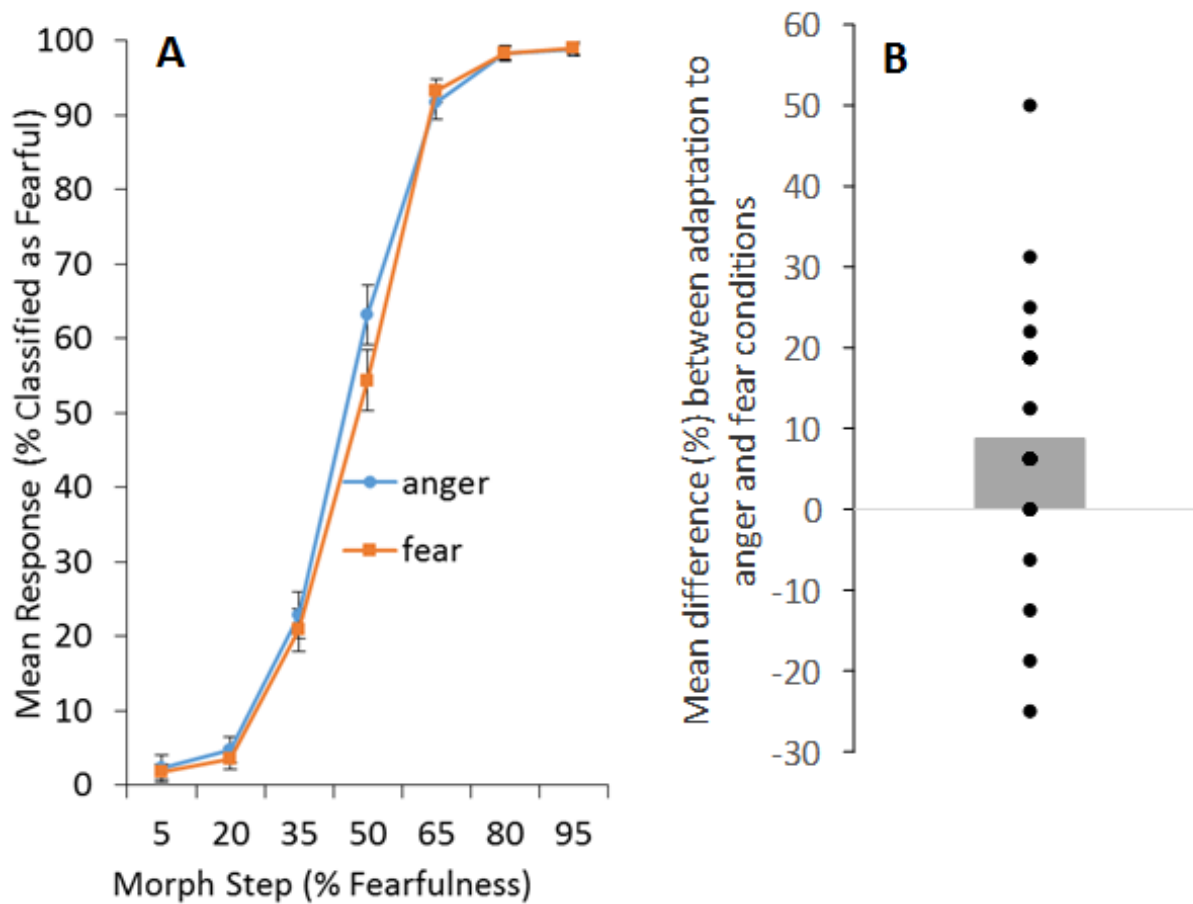 A
Mean Response (% Classified as Fearful)
100
90
80
70
60
50
40
30
20
10
0
anger
fear
5 20 35 50 65 80 95
Morph Step (% Fearfulness)
B
Mean difference (%) between adaptation to
anger and fear conditions
60
50
40
30
20
10
0
-10
-20
-30